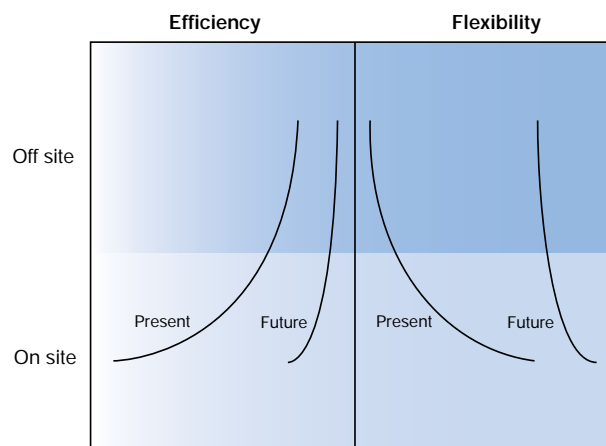 Efficiency Flexibility
Off site
Present Future Present Future
On site